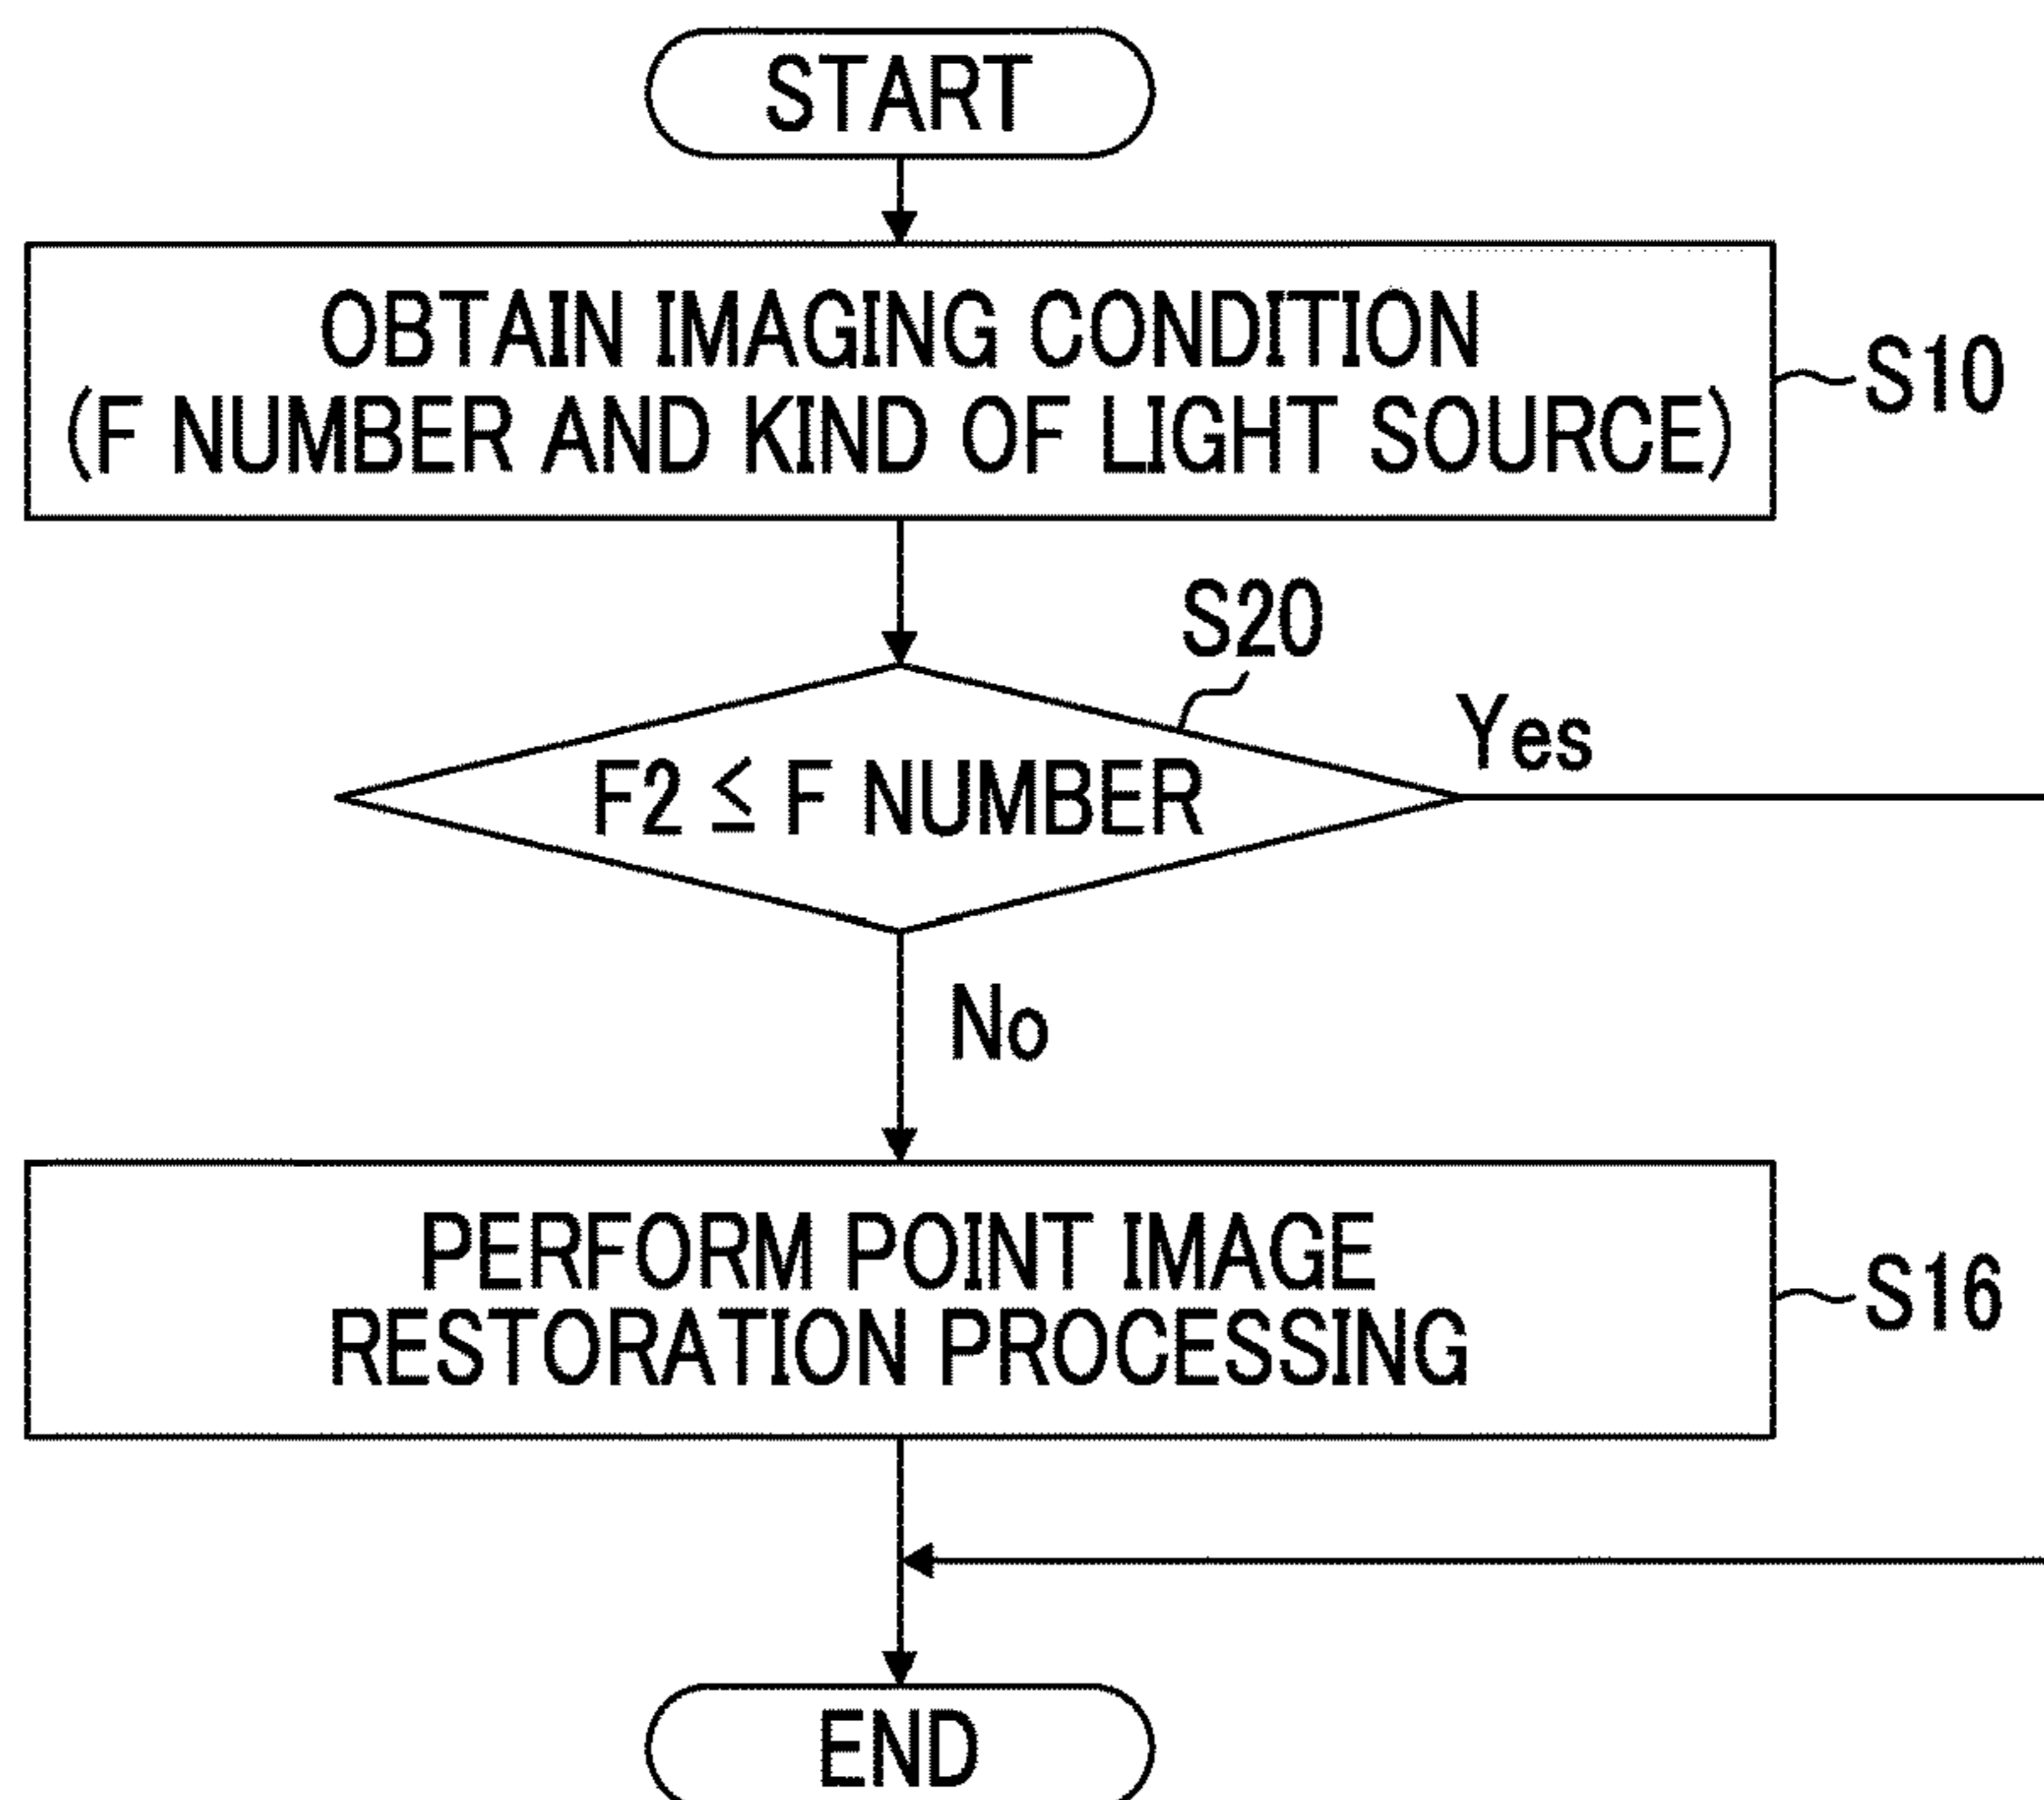 START
OBTAIN IMAGING CONDITION
(F NUMBER AND KIND OF LIGHT SOURCE)
S10
S20
F2 ≤ F NUMBER
Yes
No
PERFORM POINT IMAGE
RESTORATION PROCESSING
S16
END